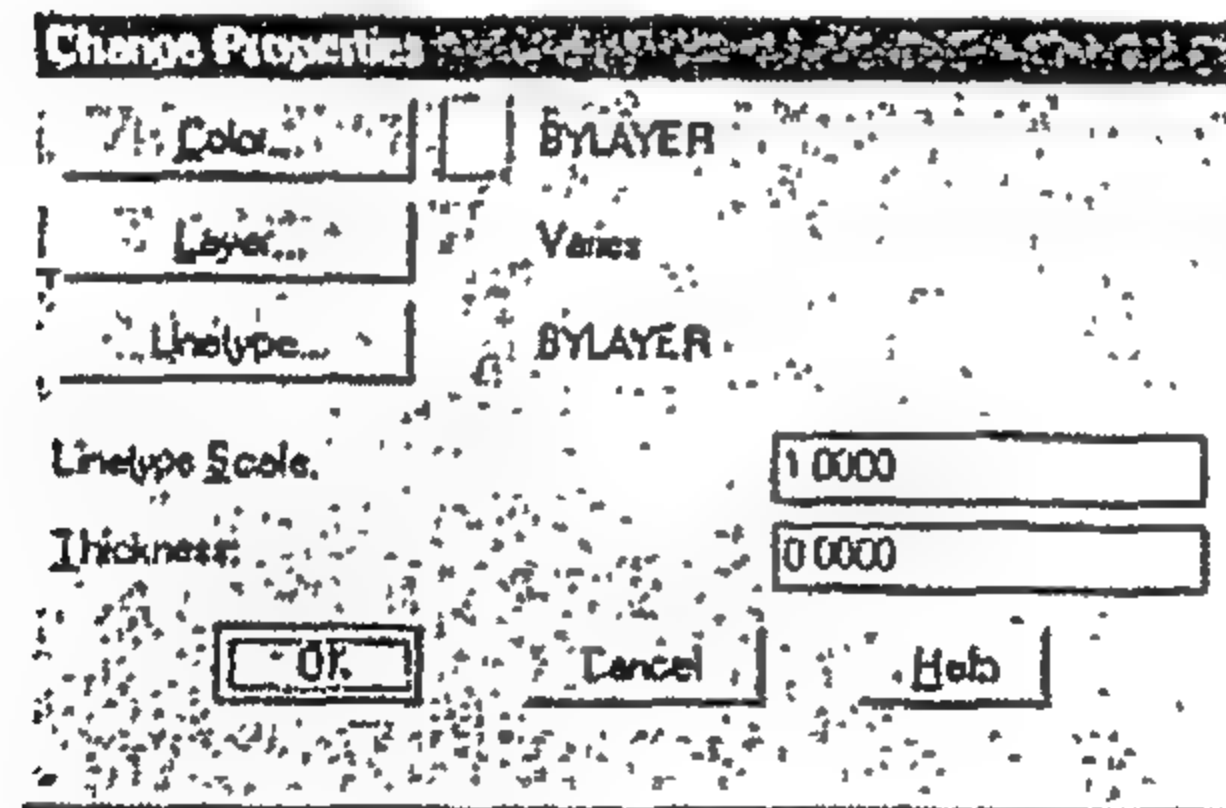 Change Properties
Color... BYLAYER
Layer... Varies
Linetype... BYLAYER
Linetype Scale:
1.0000
Thickness:
0.0000
OK Cancel Help